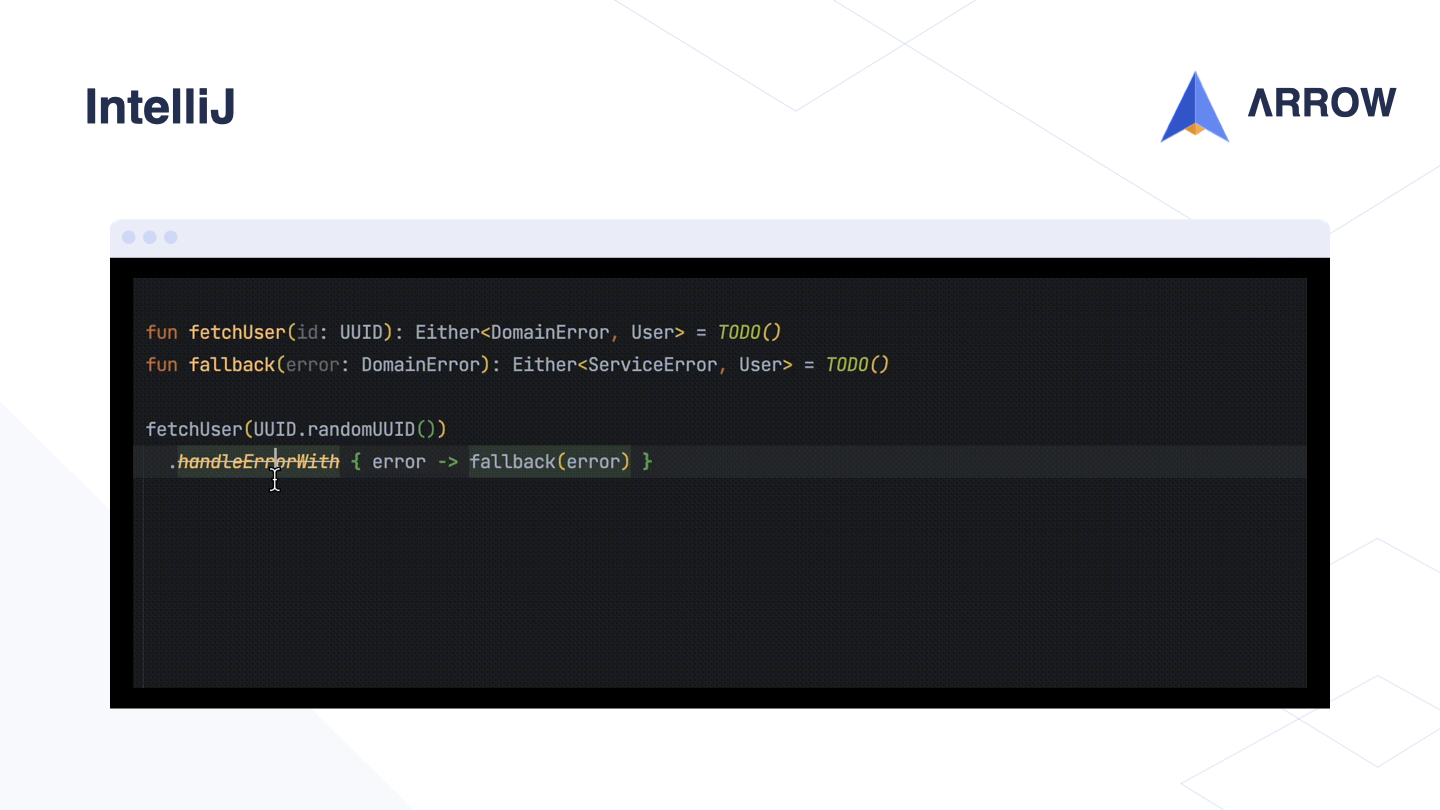 IntelliJ
ΛRROW
fun fetchUser(id: UUID): Either<DomainError, User> = TODO()
fun fallback(error: DomainError): Either<ServiceError, User> = TODO()
fetchUser(UUID.randomUUID())
.handleErrorWith { error -> fallback(error) }